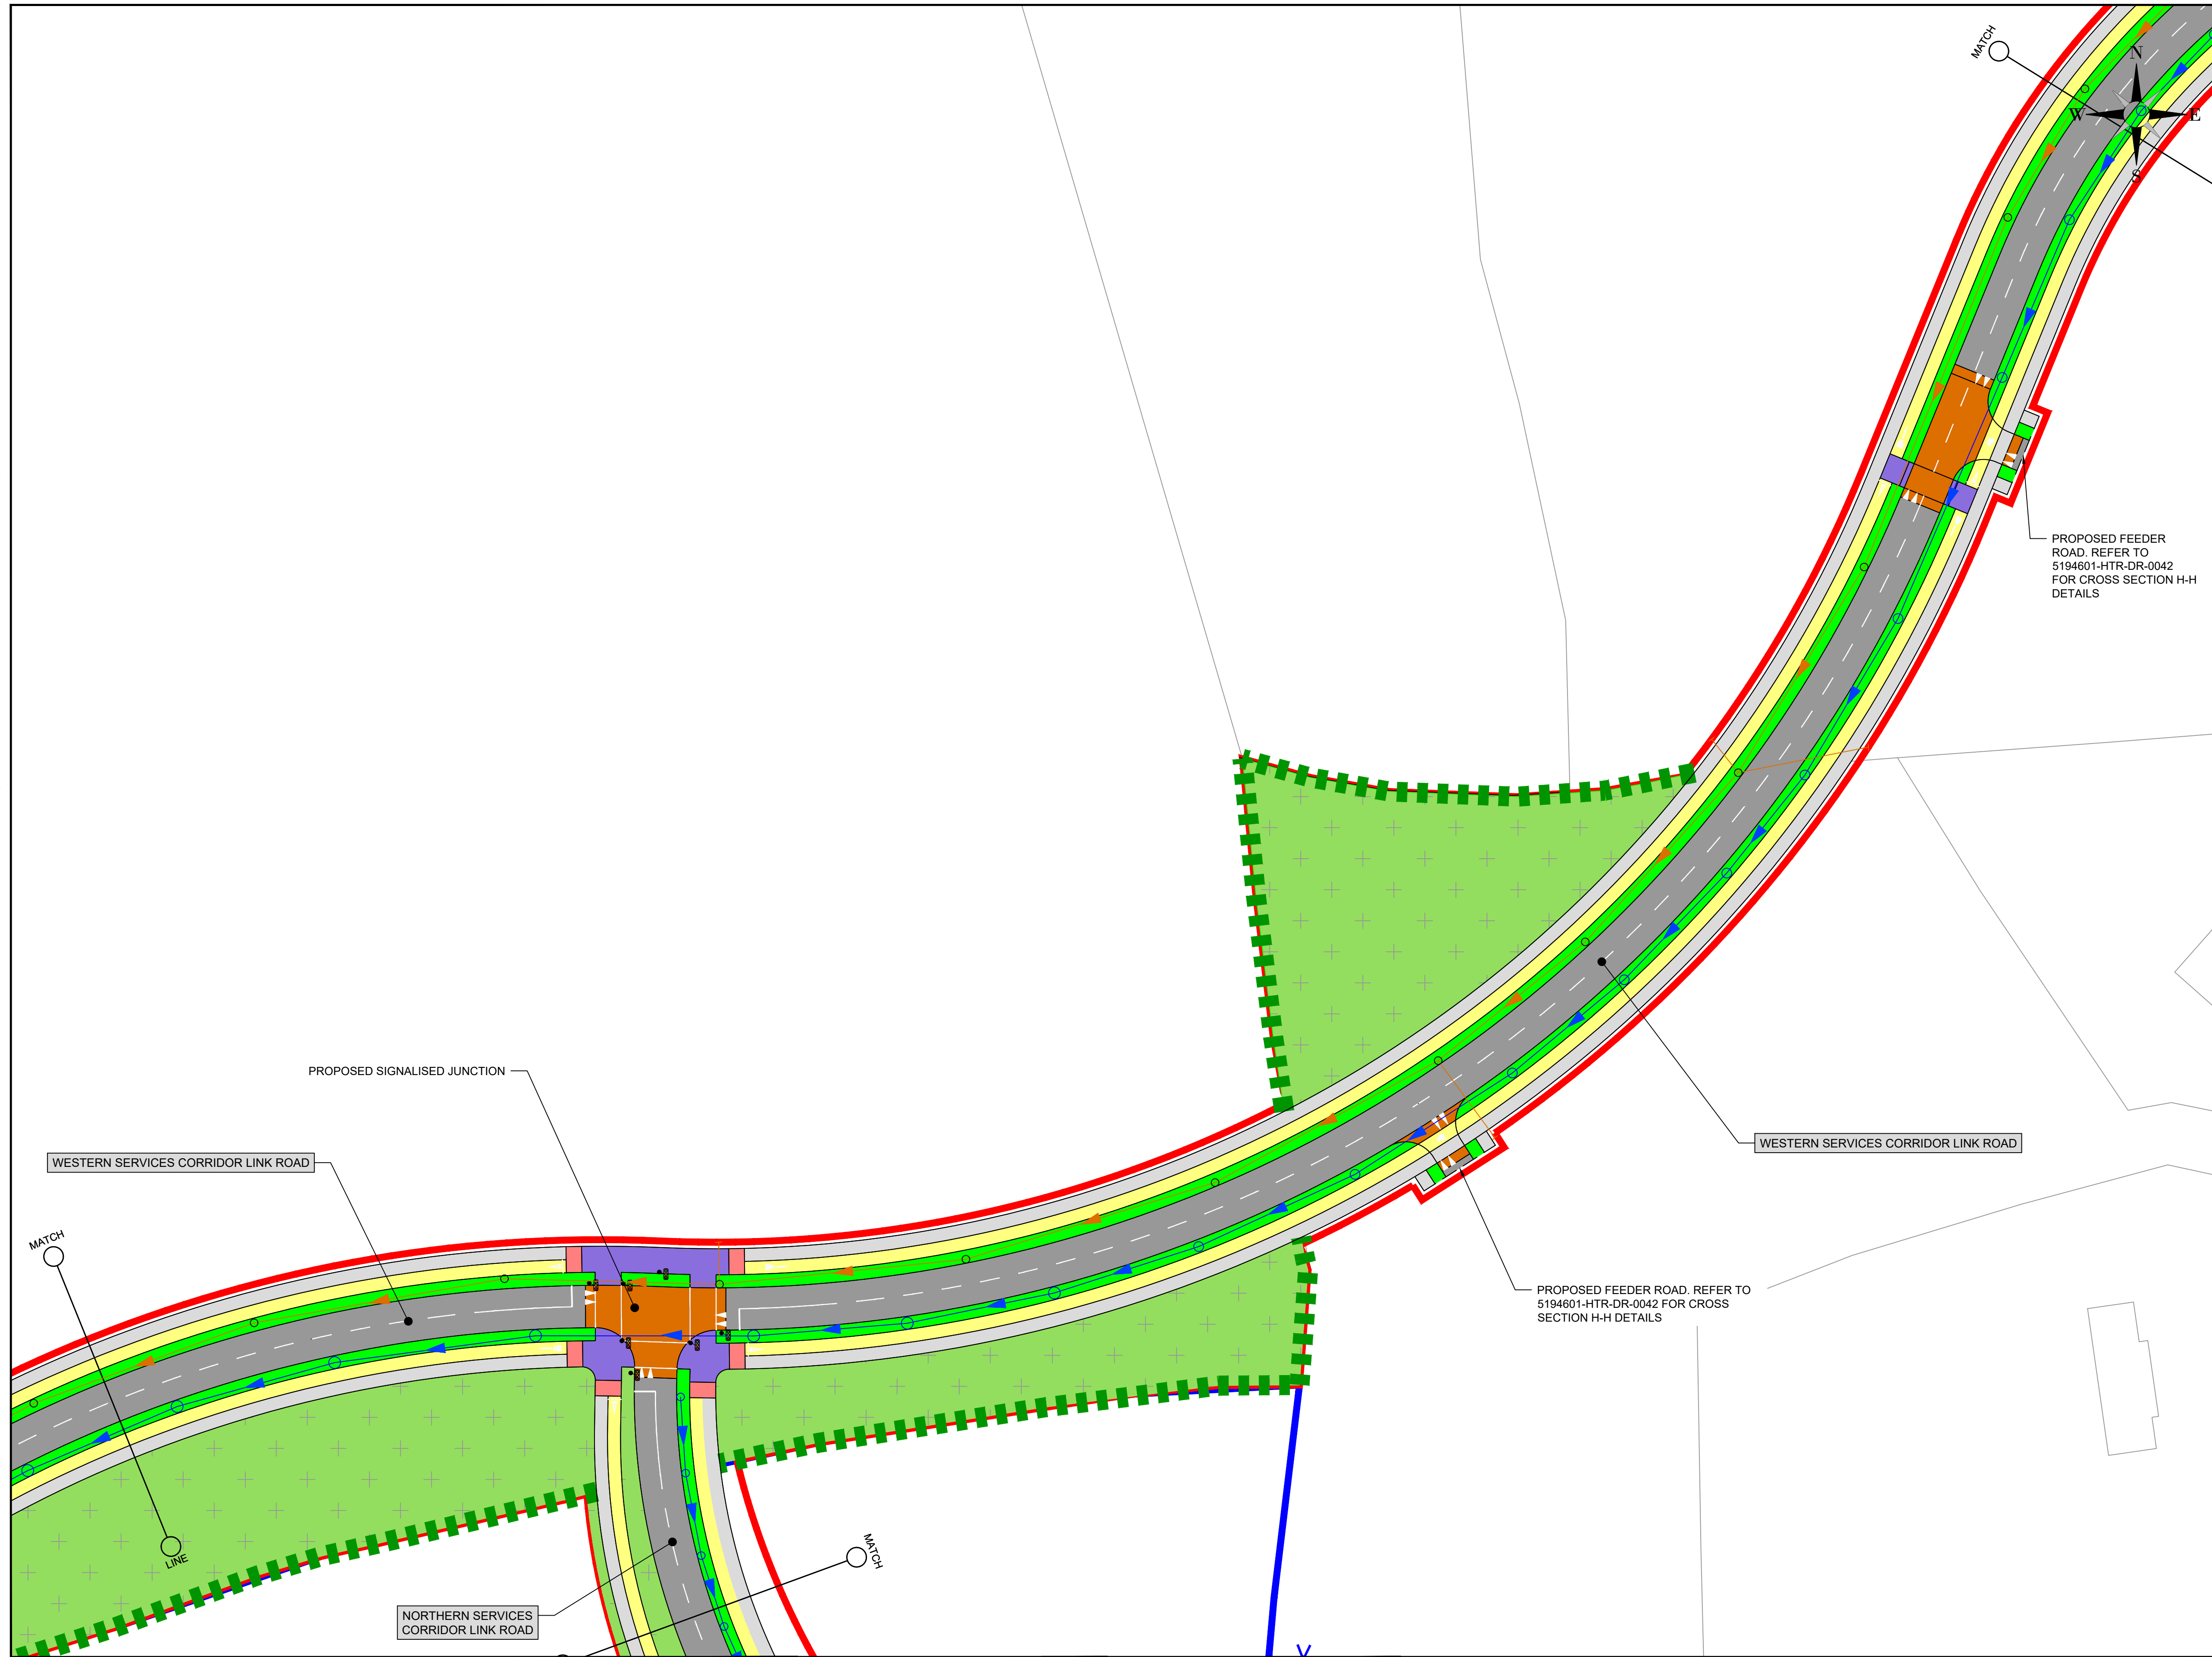 MATCH
N
W
E
S
PROPOSED FEEDER
ROAD. REFER TO
5194601-HTR-DR-0042
FOR CROSS SECTION H-H
DETAILS
PROPOSED SIGNALISED JUNCTION
WESTERN SERVICES CORRIDOR LINK ROAD
WESTERN SERVICES CORRIDOR LINK ROAD
MATCH
PROPOSED FEEDER ROAD. REFER TO
5194601-HTR-DR-0042 FOR CROSS
SECTION H-H DETAILS
LINE
MATCH
NORTHERN SERVICES
CORRIDOR LINK ROAD